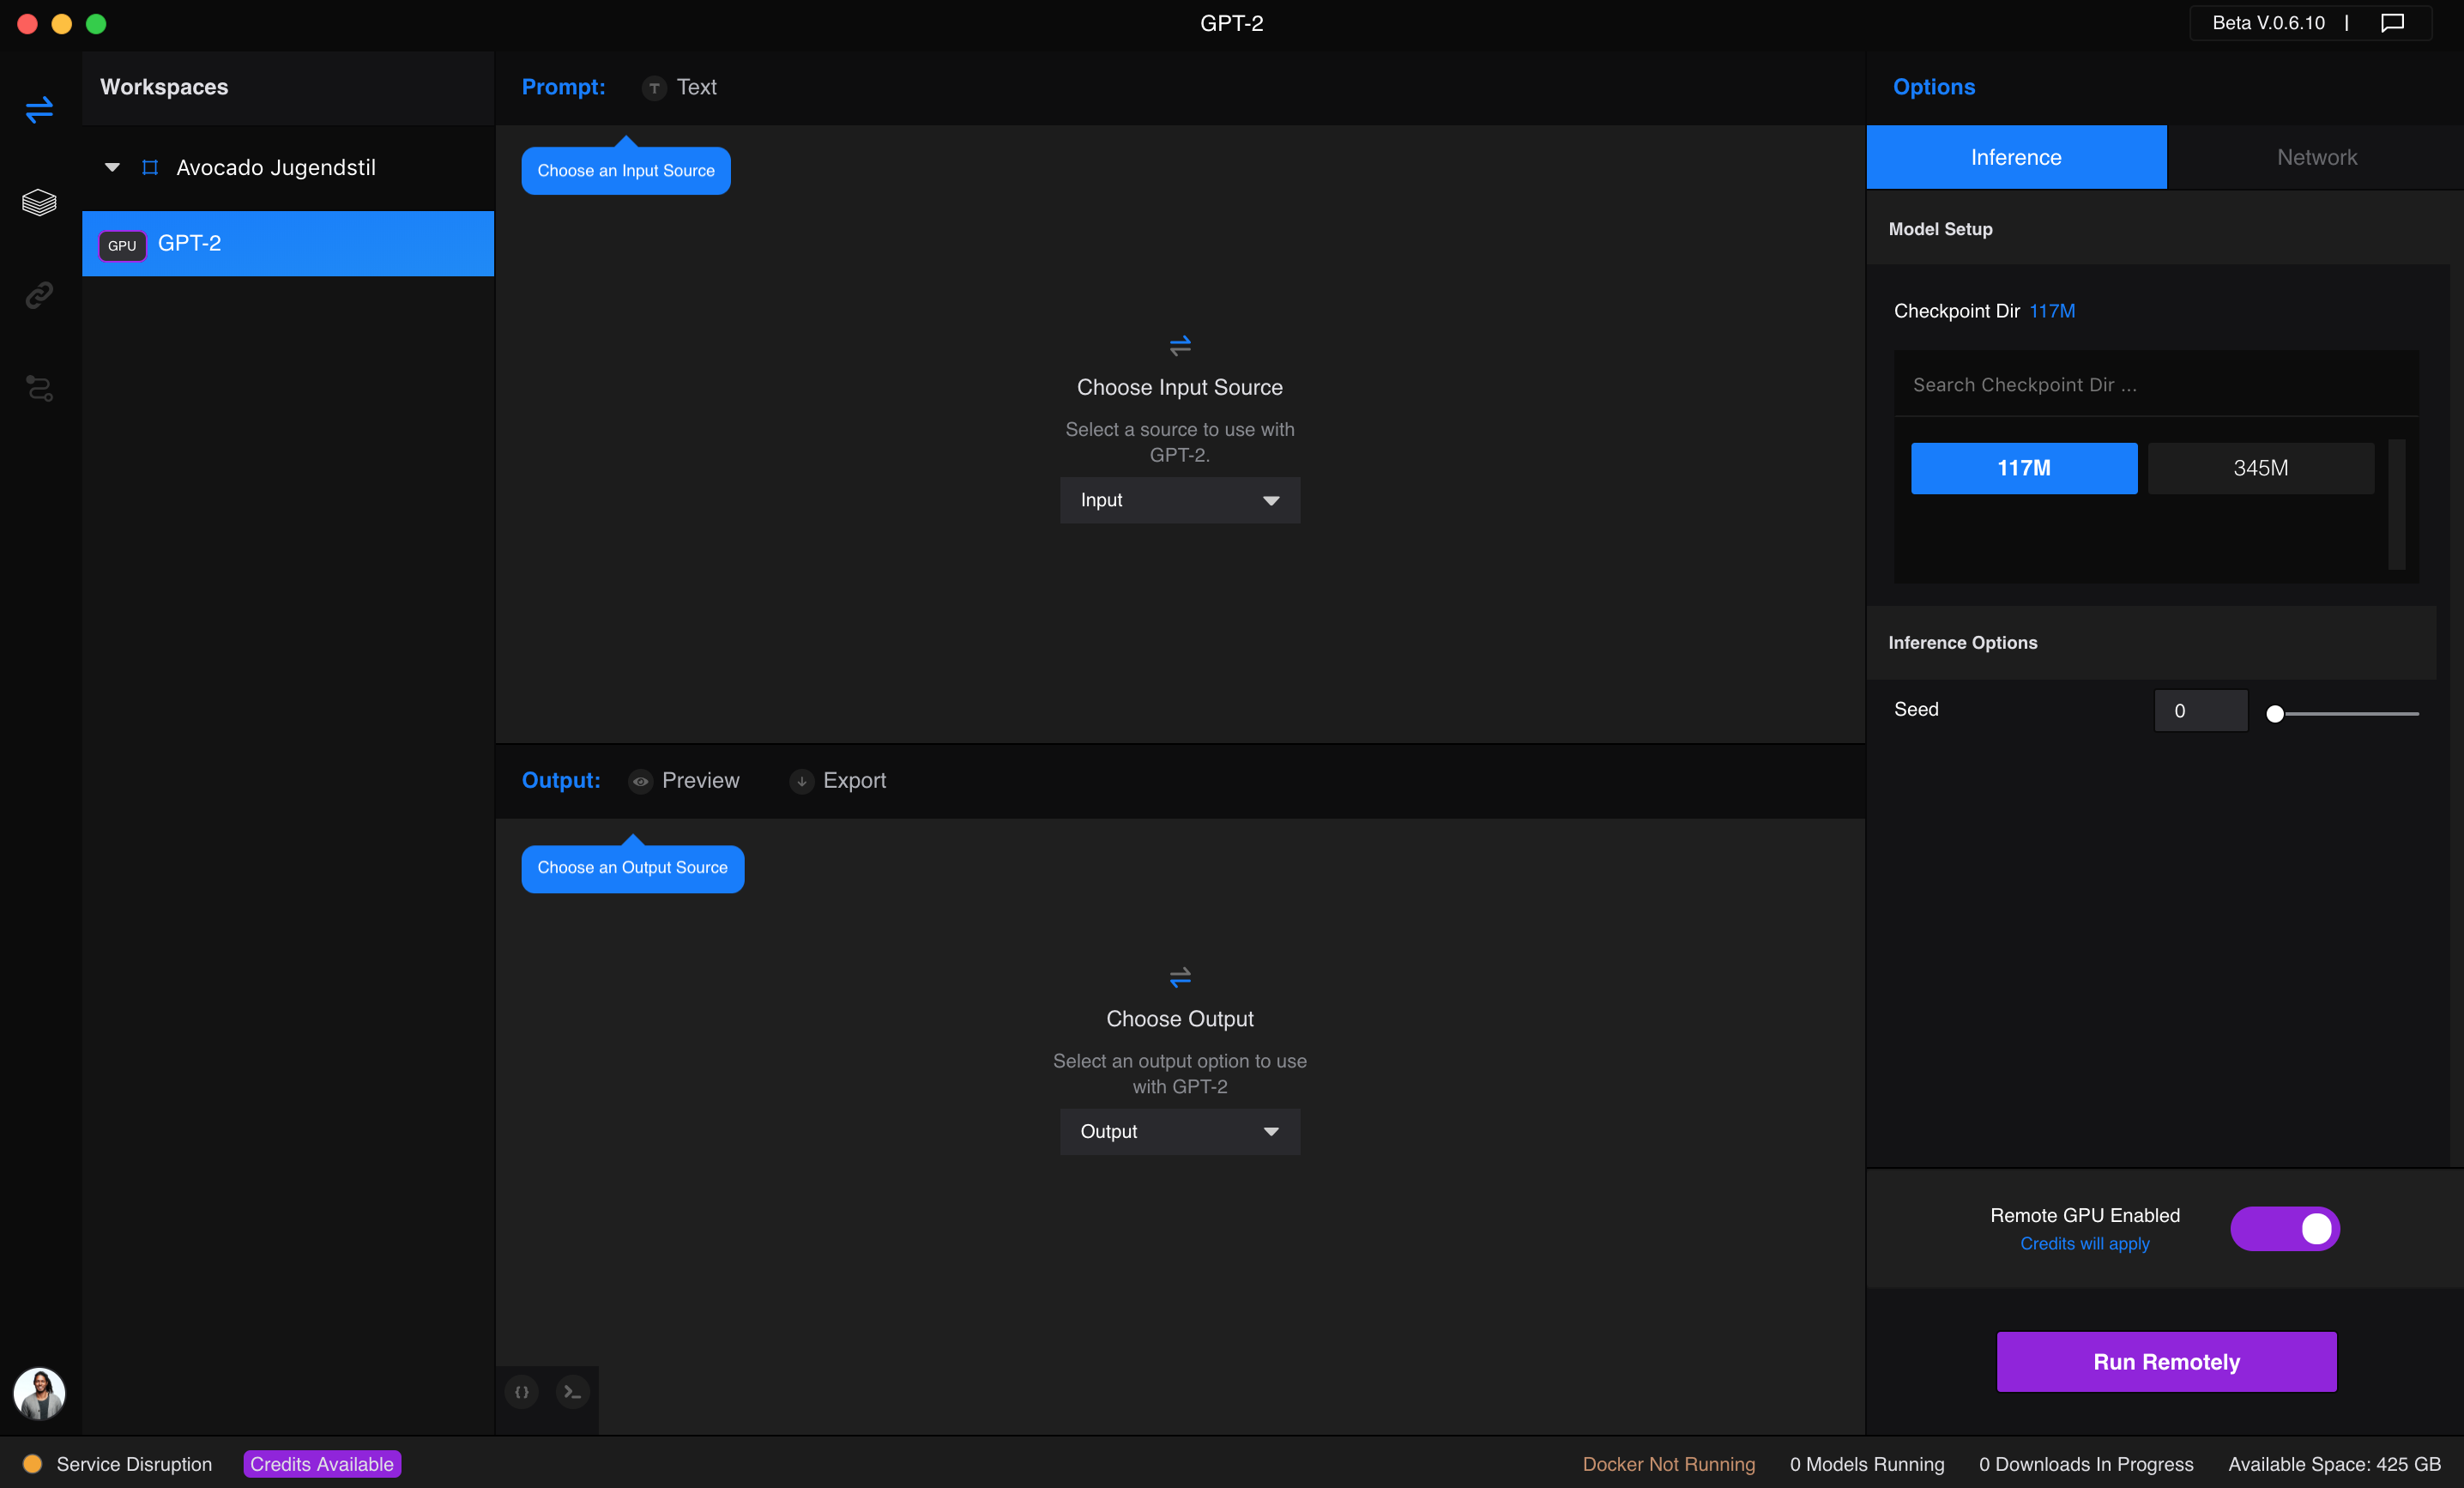 GPT-2
Beta V.0.6.10 |
Workspaces
Avocado Jugendstil
GPU GPT-2
Prompt: T Text
Choose an Input Source
Choose Input Source
Select a source to use with
GPT-2.
Input
Output: Preview Export
Choose an Output Source
Choose Output
Select an output option to use
with GPT-2
Output
{}
>_
Options
Inference Network
Model Setup
Checkpoint Dir 117M
Search Checkpoint Dir ...
117M 345M
Inference Options
Seed 0
Remote GPU Enabled
Credits will apply
Run Remotely
Service Disruption Credits Available Docker Not Running 0 Models Running 0 Downloads In Progress Available Space: 425 GB